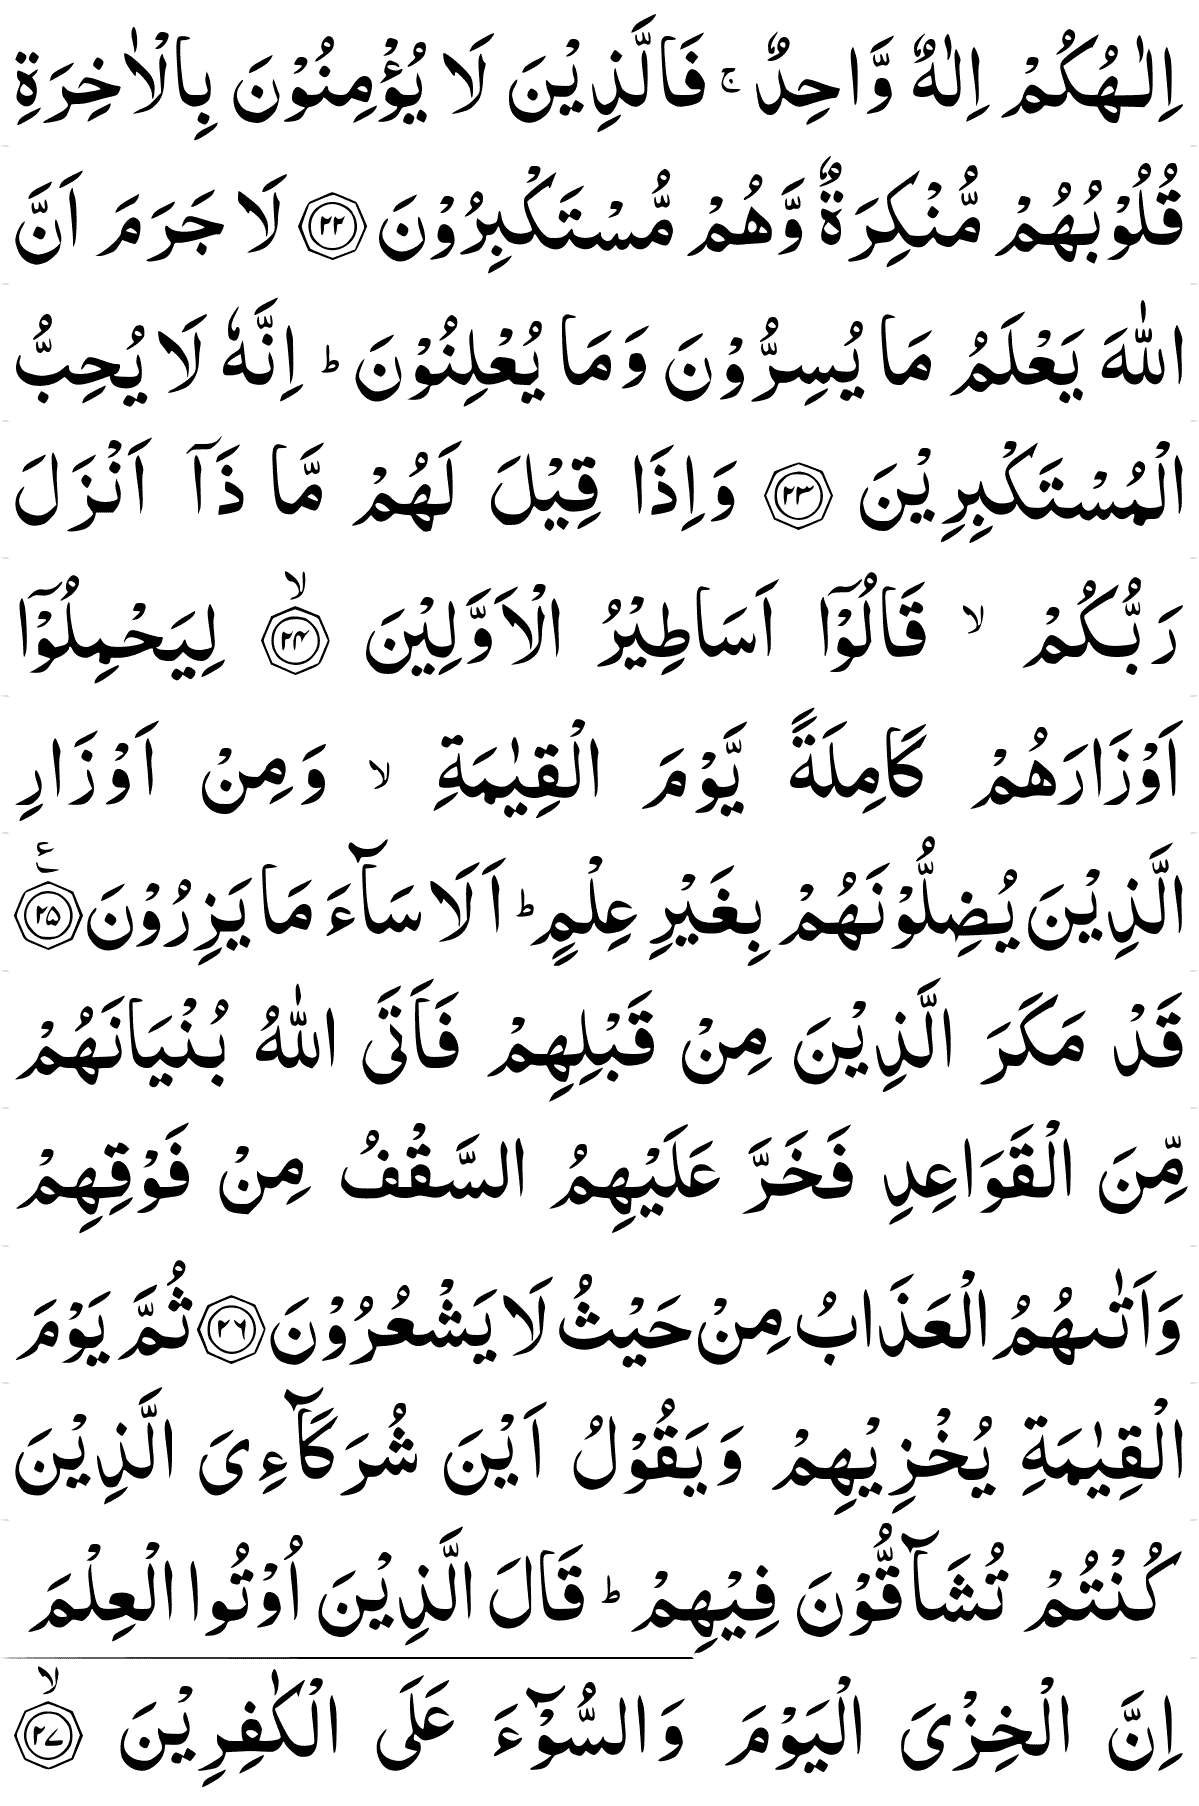 اِلٰـهُكُمْ اِلٰهٌ وَّاحِدٌ ۚ فَالَّذِيْنَ لَا يُؤْمِنُوْنَ بِالْاٰخِرَةِ
قُلُوْبُهُمْ مُّنْكِرَةٌ وَّهُمْ مُّسْتَكْبِرُوْنَ ‏﴿۲۲﴾‏ لَا جَرَمَ اَنَّ
اللّٰهَ يَعْلَمُ مَا يُسِرُّوْنَ وَمَا يُعْلِنُوْنَ ؕ اِنَّهٗ لَا يُحِبُّ
الْمُسْتَكْبِرِيْنَ ‏﴿۲۳﴾‏ وَاِذَا قِيْلَ لَهُمْ مَّا ذَاۤ اَنْزَلَ
رَبُّكُمْ ۙ قَالُوْۤا اَسَاطِيْرُ الْاَوَّلِيْنَ ۙ‏﴿۲۴﴾‏ لِيَحْمِلُوْۤا
اَوْزَارَهُمْ كَامِلَةً يَّوْمَ الْقِيٰمَةِ ۙ وَمِنْ اَوْزَارِ
الَّذِيْنَ يُضِلُّوْنَهُمْ بِغَيْرِ عِلْمٍ ؕ اَلَا سَآءَ مَا يَزِرُوْنَ ‏﴿۲۵﴾‏ ع
قَدْ مَكَرَ الَّذِيْنَ مِنْ قَبْلِهِمْ فَاَتَى اللّٰهُ بُنْيَانَهُمْ
مِّنَ الْقَوَاعِدِ فَخَرَّ عَلَيْهِمُ السَّقْفُ مِنْ فَوْقِهِمْ
وَاَتٰٮهُمُ الْعَذَابُ مِنْ حَيْثُ لَا يَشْعُرُوْنَ ‏﴿۲۶﴾‏ ثُمَّ يَوْمَ
الْقِيٰمَةِ يُخْزِيْهِمْ وَيَقُوْلُ اَيْنَ شُرَكَآءِىَ الَّذِيْنَ
كُنْتُمْ تُشَآقُّوْنَ فِيْهِمْ ؕ قَالَ الَّذِيْنَ اُوْتُوا الْعِلْمَ
اِنَّ الْخِزْىَ الْيَوْمَ وَالسُّوْۤءَ عَلَى الْكٰفِرِيْنَ ۙ‏﴿۲۷﴾‏